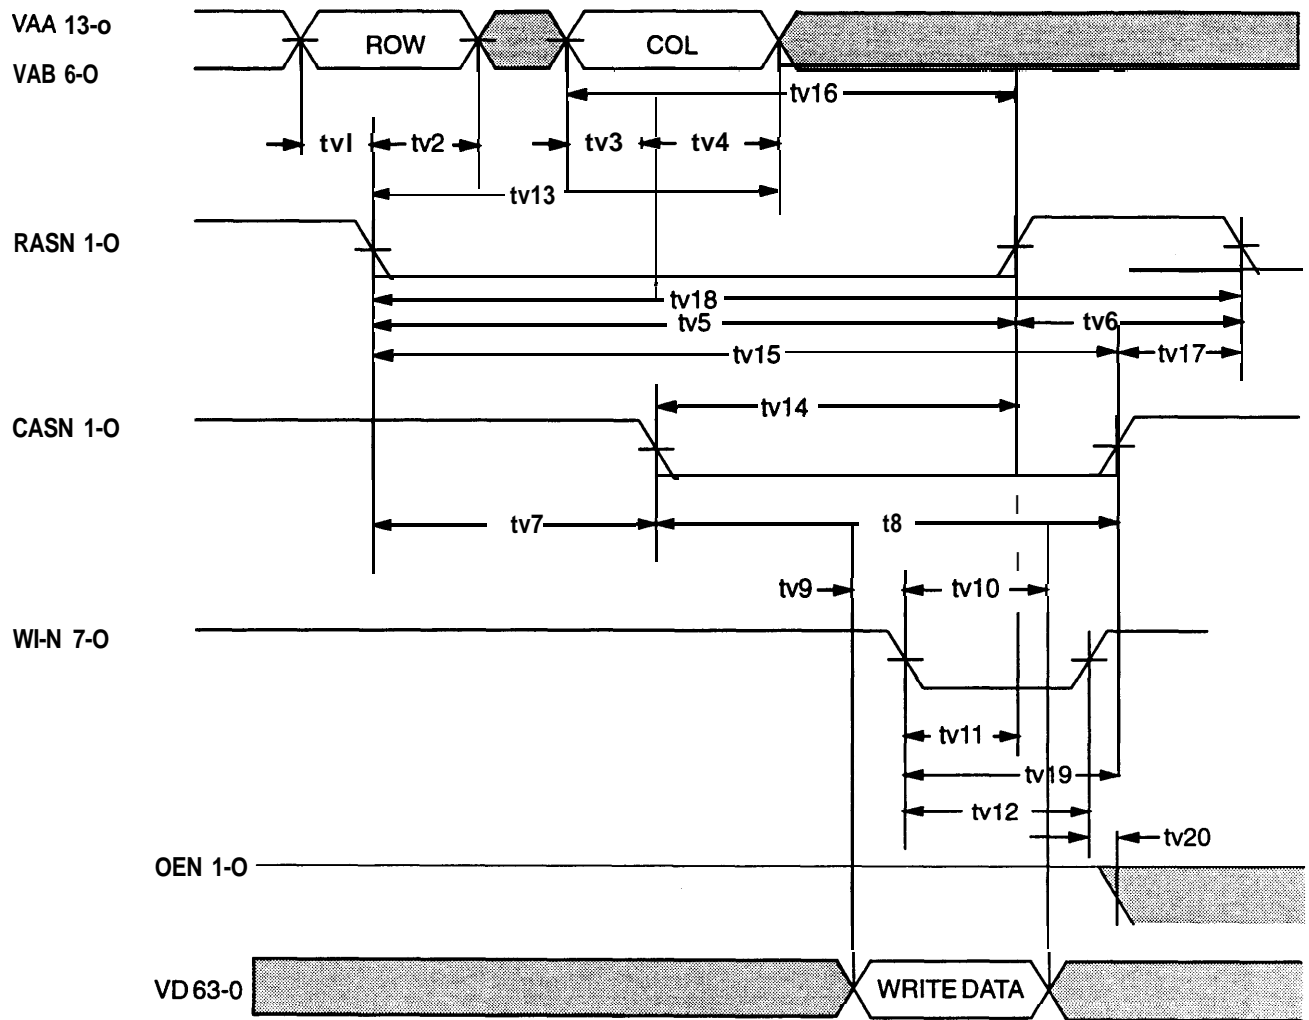 VAA 13-o
ROW COL
VAB 6-O
tv16
tvl tv2 tv3 tv4
tv13
RASN 1-O
tv18
tv5 tv6
tv15 tv17
tv14
CASN 1-O
tv7 t8
tv9 tv10
WI-N 7-O
tv11
tv19
tv12
tv20
OEN 1-O
VD 63-0 WRITE DATA